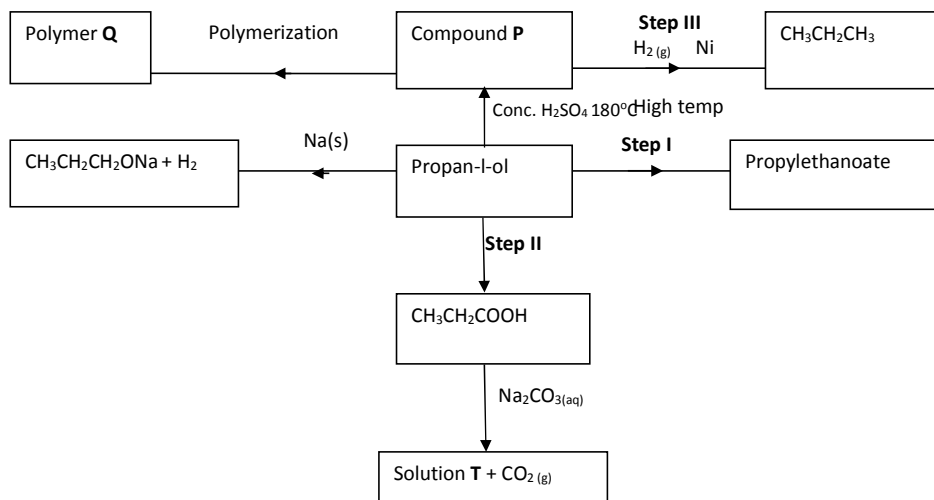 Polymer Q
Polymerization
Compound P
Step III
H₂ (g) Ni
CH₃CH₂CH₃
Conc. H₂SO₄ 180°C
High temp
CH₃CH₂CH₂ONa + H₂
Na(s)
Propan-l-ol
Step I
Propylethanoate
Step II
CH₃CH₂COOH
Na₂CO₃(aq)
Solution T + CO₂ (g)